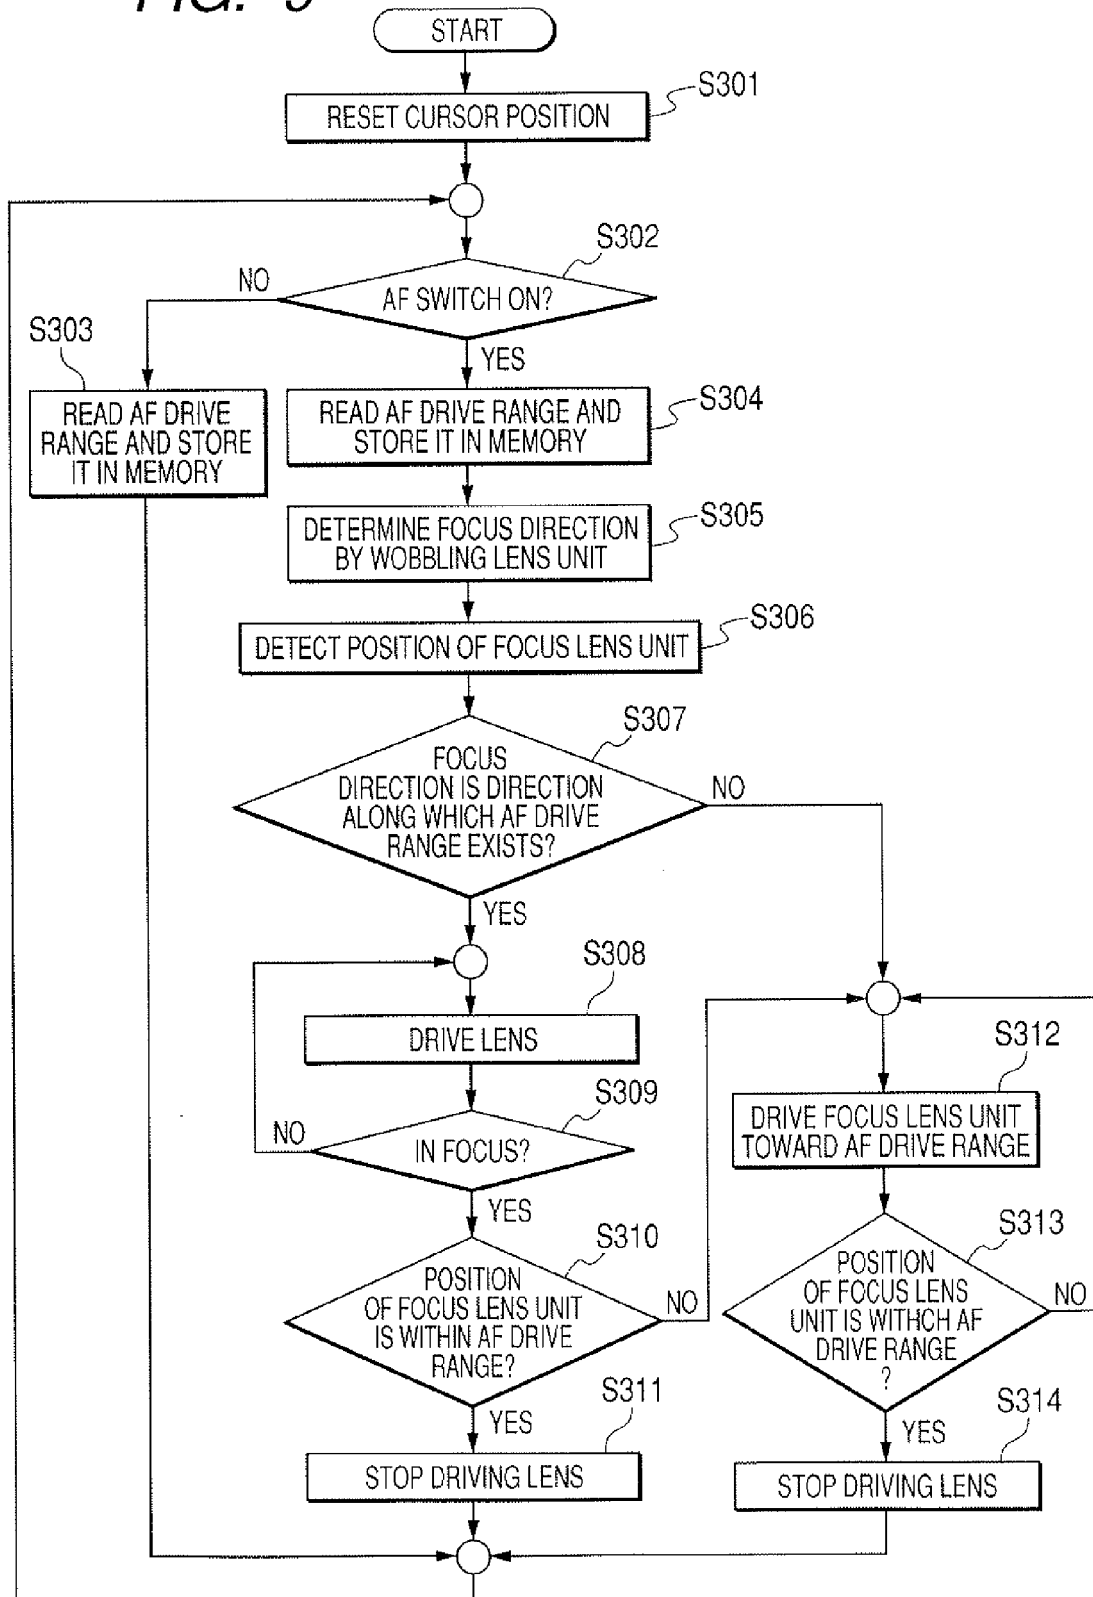 FIG. 9
START
S301
RESET CURSOR POSITION
S302
NO
AF SWITCH ON?
S303
YES
READ AF DRIVE
RANGE AND STORE
IT IN MEMORY
S304
READ AF DRIVE RANGE AND
STORE IT IN MEMORY
S305
DETERMINE FOCUS DIRECTION
BY WOBBLING LENS UNIT
S306
DETECT POSITION OF FOCUS LENS UNIT
S307
FOCUS
DIRECTION IS DIRECTION
ALONG WHICH AF DRIVE
RANGE EXISTS?
NO
YES
S308
DRIVE LENS
S309
NO
IN FOCUS?
YES
S310
POSITION
OF FOCUS LENS UNIT
IS WITHIN AF DRIVE
RANGE?
NO
YES
S311
STOP DRIVING LENS
S312
DRIVE FOCUS LENS UNIT
TOWARD AF DRIVE RANGE
S313
POSITION
OF FOCUS LENS
UNIT IS WITHCH AF
DRIVE RANGE
?
NO
YES
S314
STOP DRIVING LENS